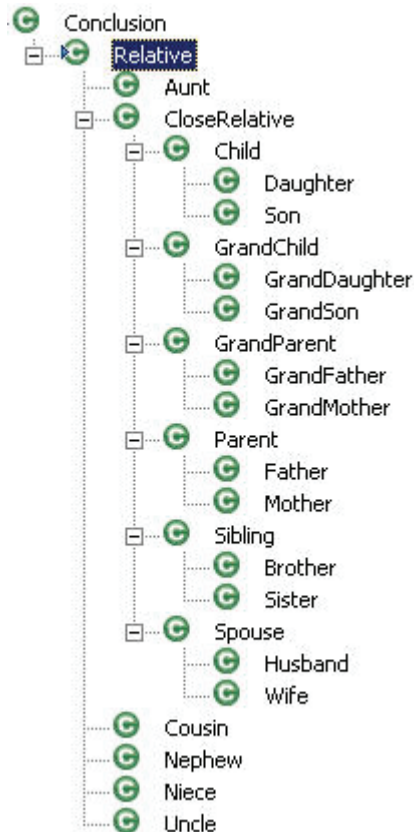 Conclusion
Relative
Aunt
CloseRelative
Child
Daughter
Son
GrandChild
GrandDaughter
GrandSon
GrandParent
GrandFather
GrandMother
Parent
Father
Mother
Sibling
Brother
Sister
Spouse
Husband
Wife
Cousin
Nephew
Niece
Uncle